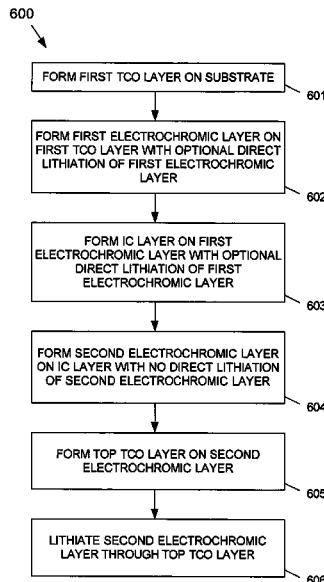 600
FORM FIRST TCO LAYER ON SUBSTRATE
601
FORM FIRST ELECTROCHROMIC LAYER ON
FIRST TCO LAYER WITH OPTIONAL DIRECT
LITHIATION OF FIRST ELECTROCHROMIC
LAYER
602
FORM IC LAYER ON FIRST
ELECTROCHROMIC LAYER WITH OPTIONAL
DIRECT LITHIATION OF FIRST
ELECTROCHROMIC LAYER
603
FORM SECOND ELECTROCHROMIC LAYER
ON IC LAYER WITH NO DIRECT LITHIATION
OF SECOND ELECTROCHROMIC LAYER
604
FORM TOP TCO LAYER ON SECOND
ELECTROCHROMIC LAYER
605
LITHIATE SECOND ELECTROCHROMIC
LAYER THROUGH TOP TCO LAYER
606